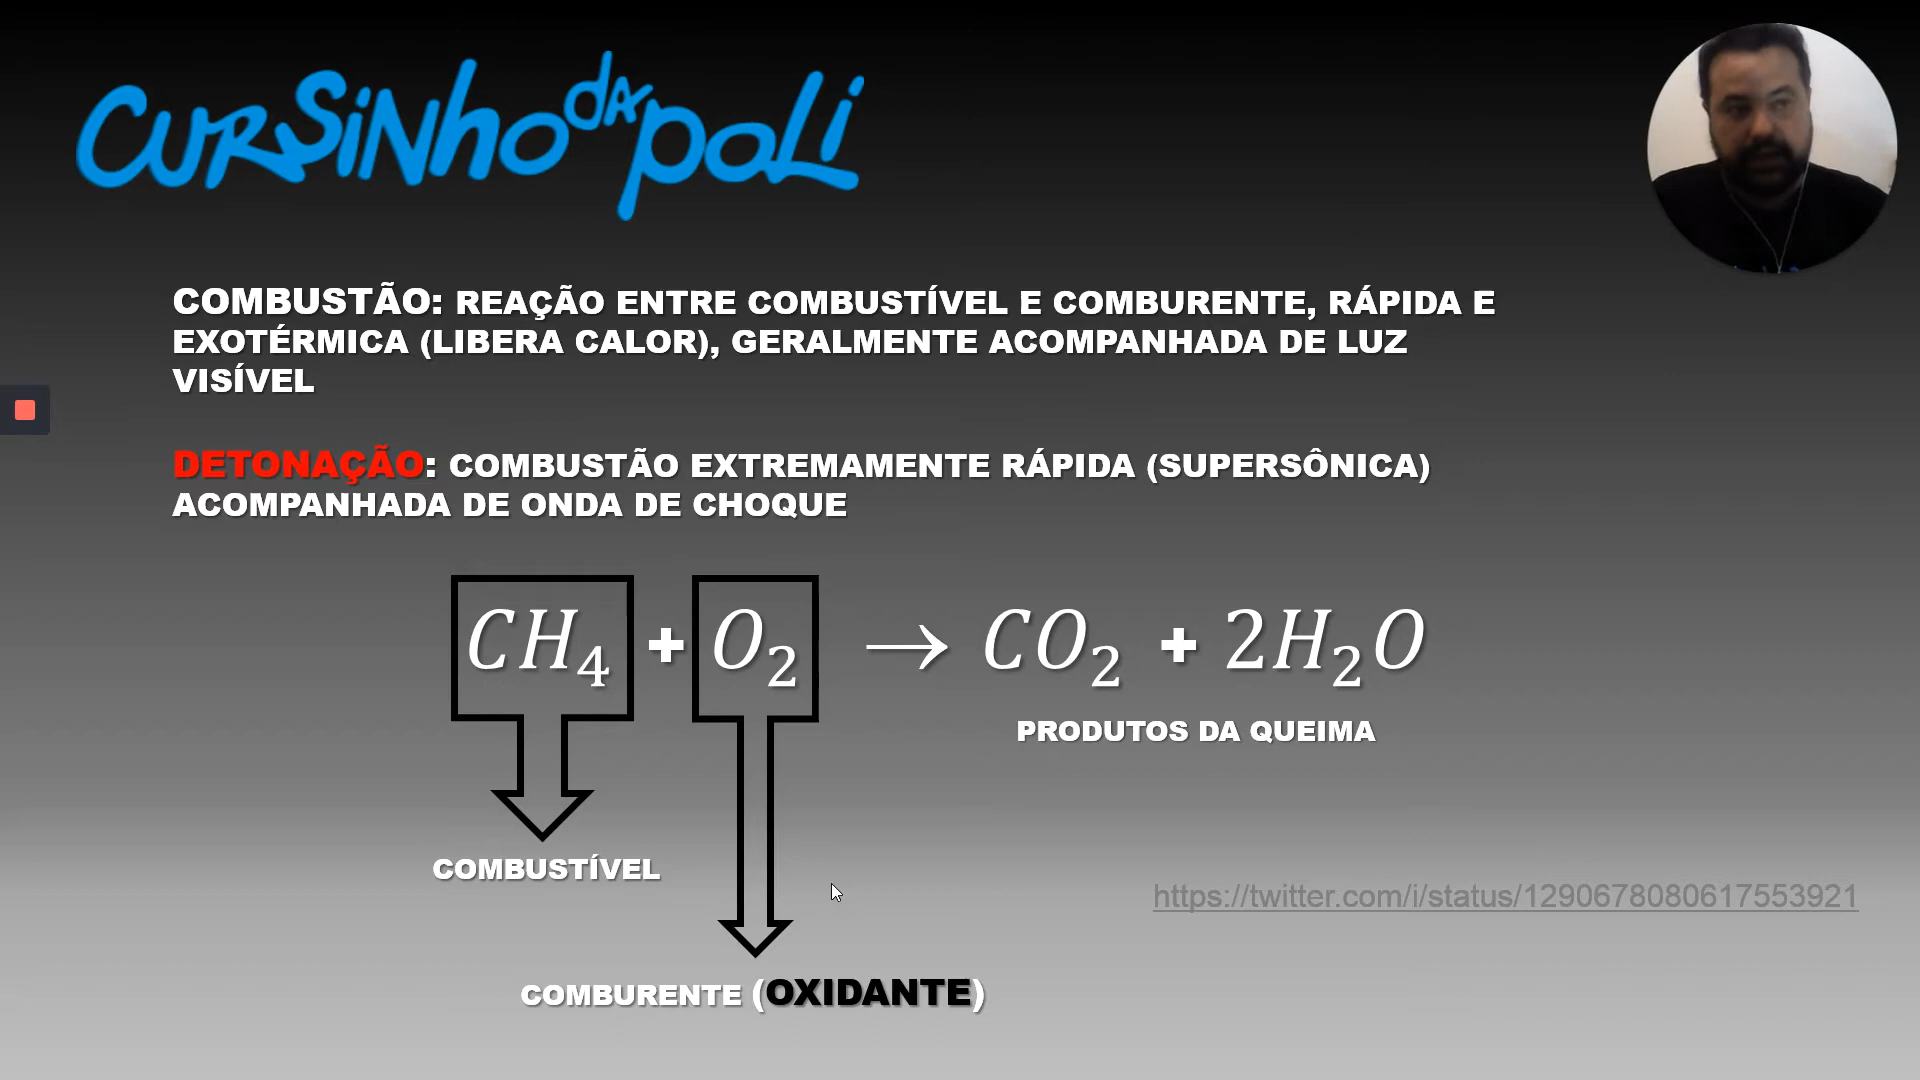 CURSINhO DA POLI
COMBUSTÃO: REAÇÃO ENTRE COMBUSTÍVEL E COMBURENTE, RÁPIDA E
EXOTÉRMICA (LIBERA CALOR), GERALMENTE ACOMPANHADA DE LUZ
VISÍVEL
DETONAÇÃO: COMBUSTÃO EXTREMAMENTE RÁPIDA (SUPERSÔNICA)
ACOMPANHADA DE ONDA DE CHOQUE
CH₄ + O₂ → CO₂ + 2H₂O
PRODUTOS DA QUEIMA
COMBUSTÍVEL
https://twitter.com/i/status/1290678080617553921
COMBURENTE (OXIDANTE)